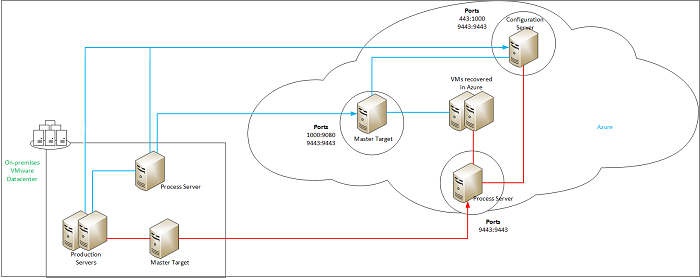 Ports
443:1000
9443:9443
Configuration
Server
VMs recovered
in Azure
Ports
1000:9080
9443:9443
Master Target
Azure
On-premises
VMware
Datacenter
Process Server
Process Server
Ports
9443:9443
Production
Servers
Master Target